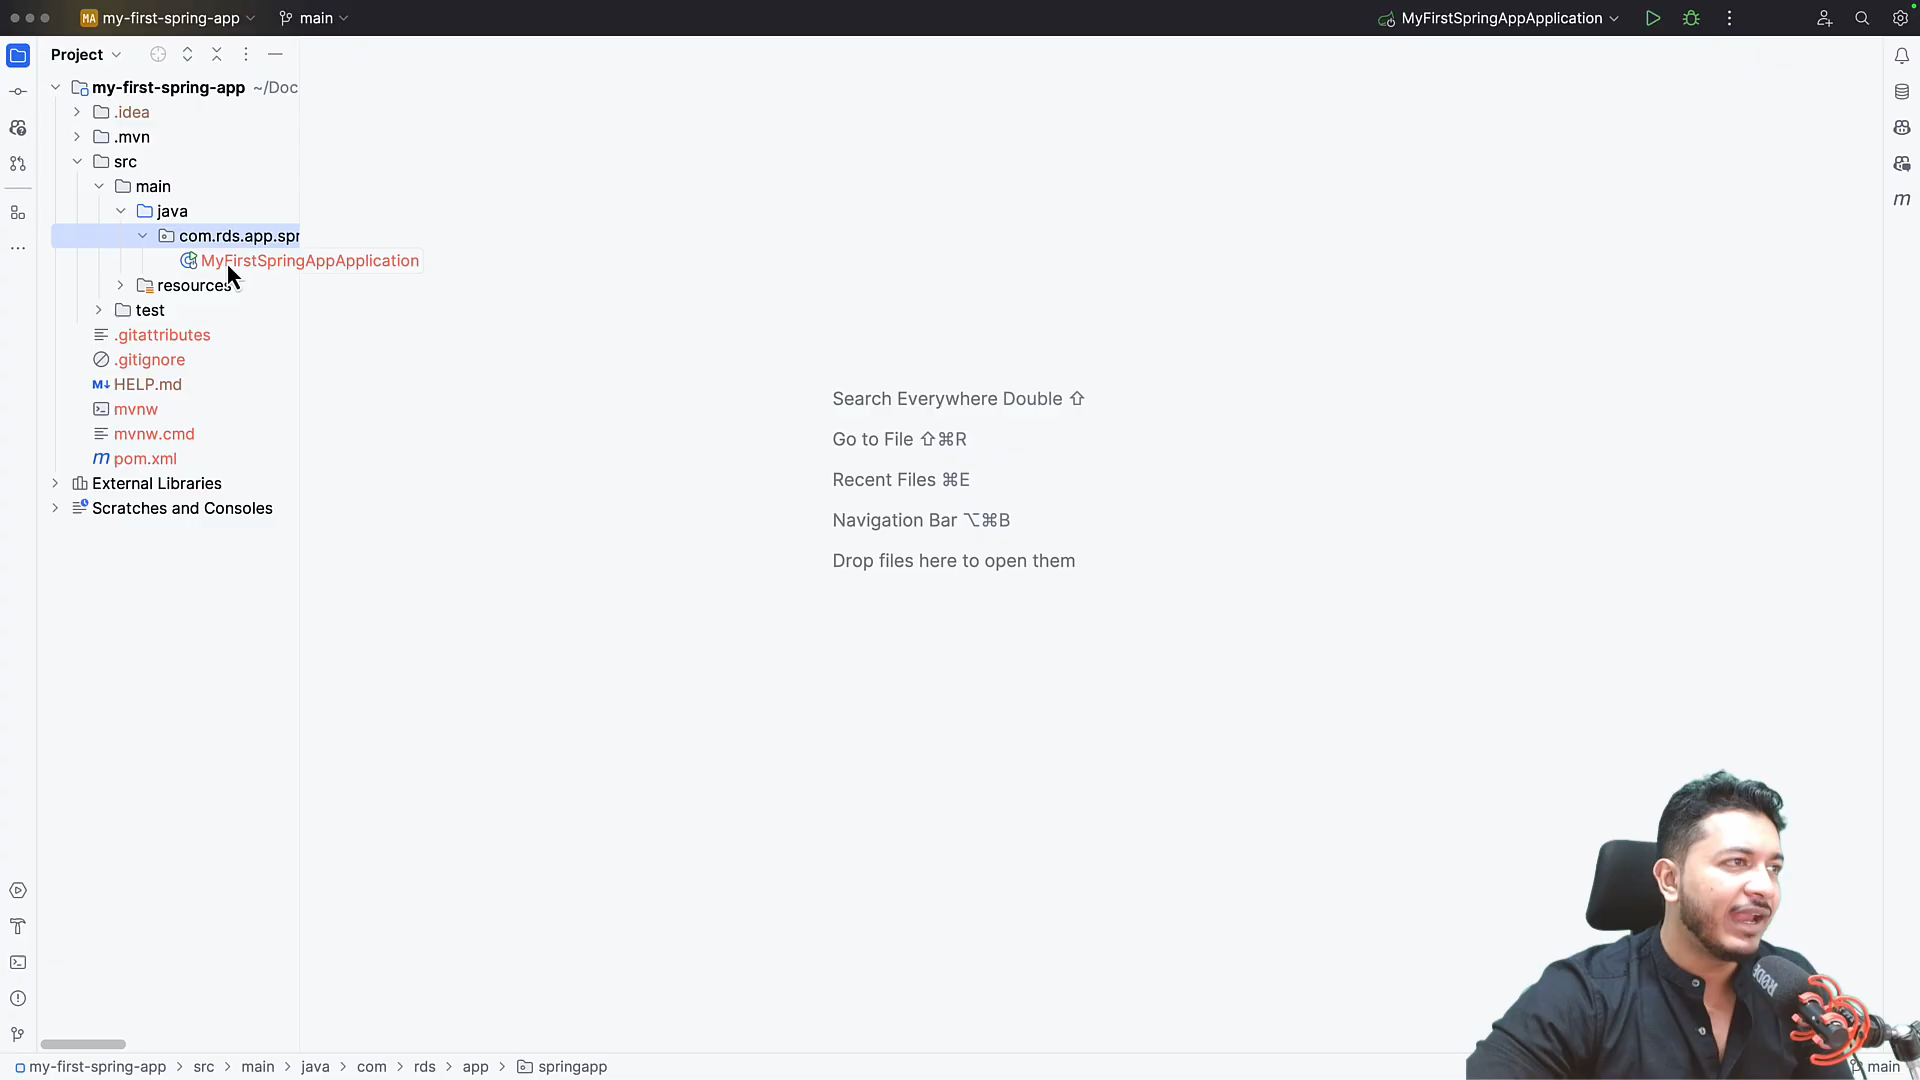 MA my-first-spring-app
main
MyFirstSpringAppApplication
Project
my-first-spring-app ~/Doc
.idea
.mvn
src
main
java
com.rds.app.spr
MyFirstSpringAppApplication
resources
test
.gitattributes
.gitignore
M↓ HELP.md
mvnw
mvnw.cmd
m pom.xml
External Libraries
Scratches and Consoles
Search Everywhere Double ⇧
Go to File ⇧⌘R
Recent Files ⌘E
Navigation Bar ⌥⌘B
Drop files here to open them
m
RØDE
my-first-spring-app > src > main > java > com > rds > app > springapp
main